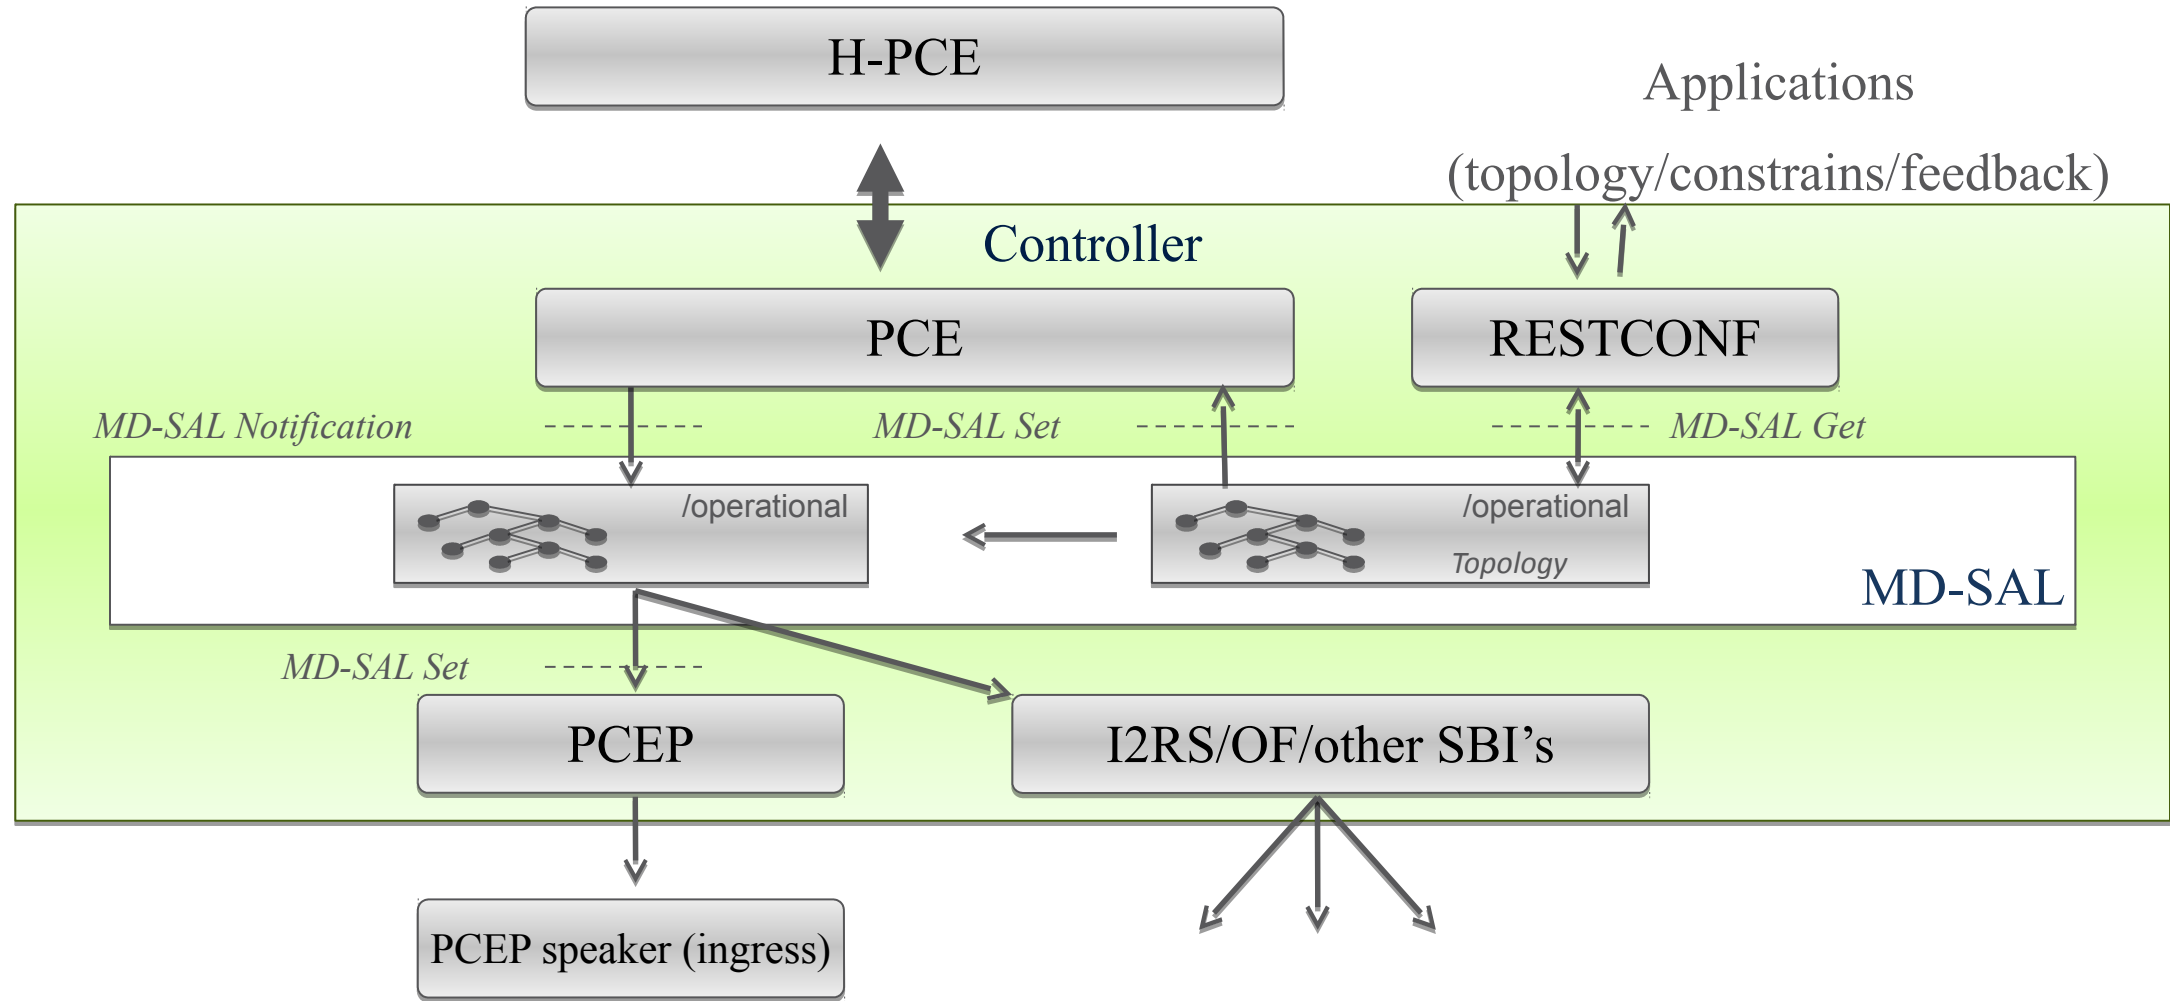 H-PCE
Applications
(topology/constrains/feedback)
Controller
PCE
RESTCONF
MD-SAL Notification
MD-SAL Set
MD-SAL Get
/operational
/operational
Topology
MD-SAL
MD-SAL Set
PCEP
I2RS/OF/other SBI’s
PCEP speaker (ingress)